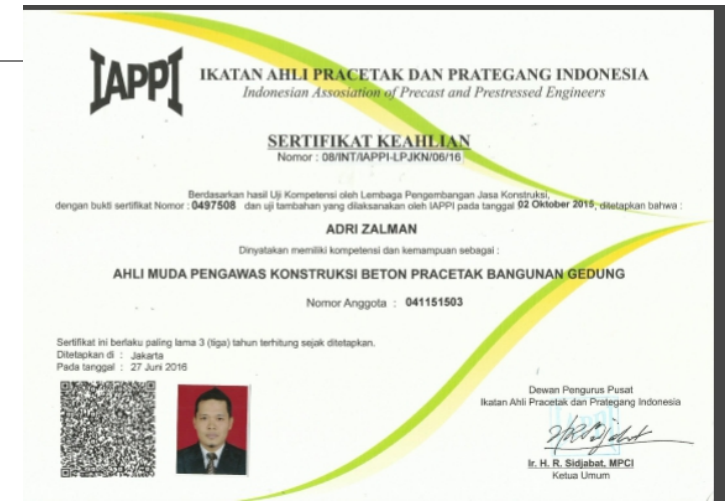 IAPPI
IKATAN AHLI PRACETAK DAN PRATEGANG INDONESIA
Indonesian Assosiation of Precast and Prestressed Engineers
SERTIFIKAT KEAHLIAN
Nomor : 08/INT/IAPPI-LPJKN/06/16
Berdasarkan hasil Uji Kompetensi oleh Lembaga Pengembangan Jasa Konstruksi,
dengan bukti sertifikat Nomor : 0497508 dan uji tambahan yang dilaksanakan oleh IAPPI pada tanggal 02 Oktober 2015, ditetapkan bahwa :
ADRI ZALMAN
Dinyatakan memiliki kompetensi dan kemampuan sebagai :
AHLI MUDA PENGAWAS KONSTRUKSI BETON PRACETAK BANGUNAN GEDUNG
Nomor Anggota : 041151503
Sertifikat ini berlaku paling lama 3 (tiga) tahun terhitung sejak ditetapkan.
Ditetapkan di : Jakarta
Pada tanggal : 27 Juni 2016
Dewan Pengurus Pusat
Ikatan Ahli Pracetak dan Prategang Indonesia
IAPPI
Ir. H. R. Sidjabat, MPCI
Ketua Umum